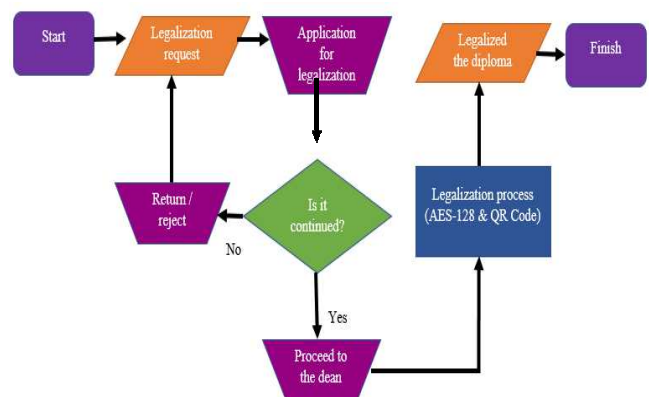 Start
Legalization
request
Application
for
legalization
Legalized
the diploma
Finish
Return /
reject
Is it
continued?
No
Yes
Legalization process
(AES-128 & QR Code)
Proceed to
the dean